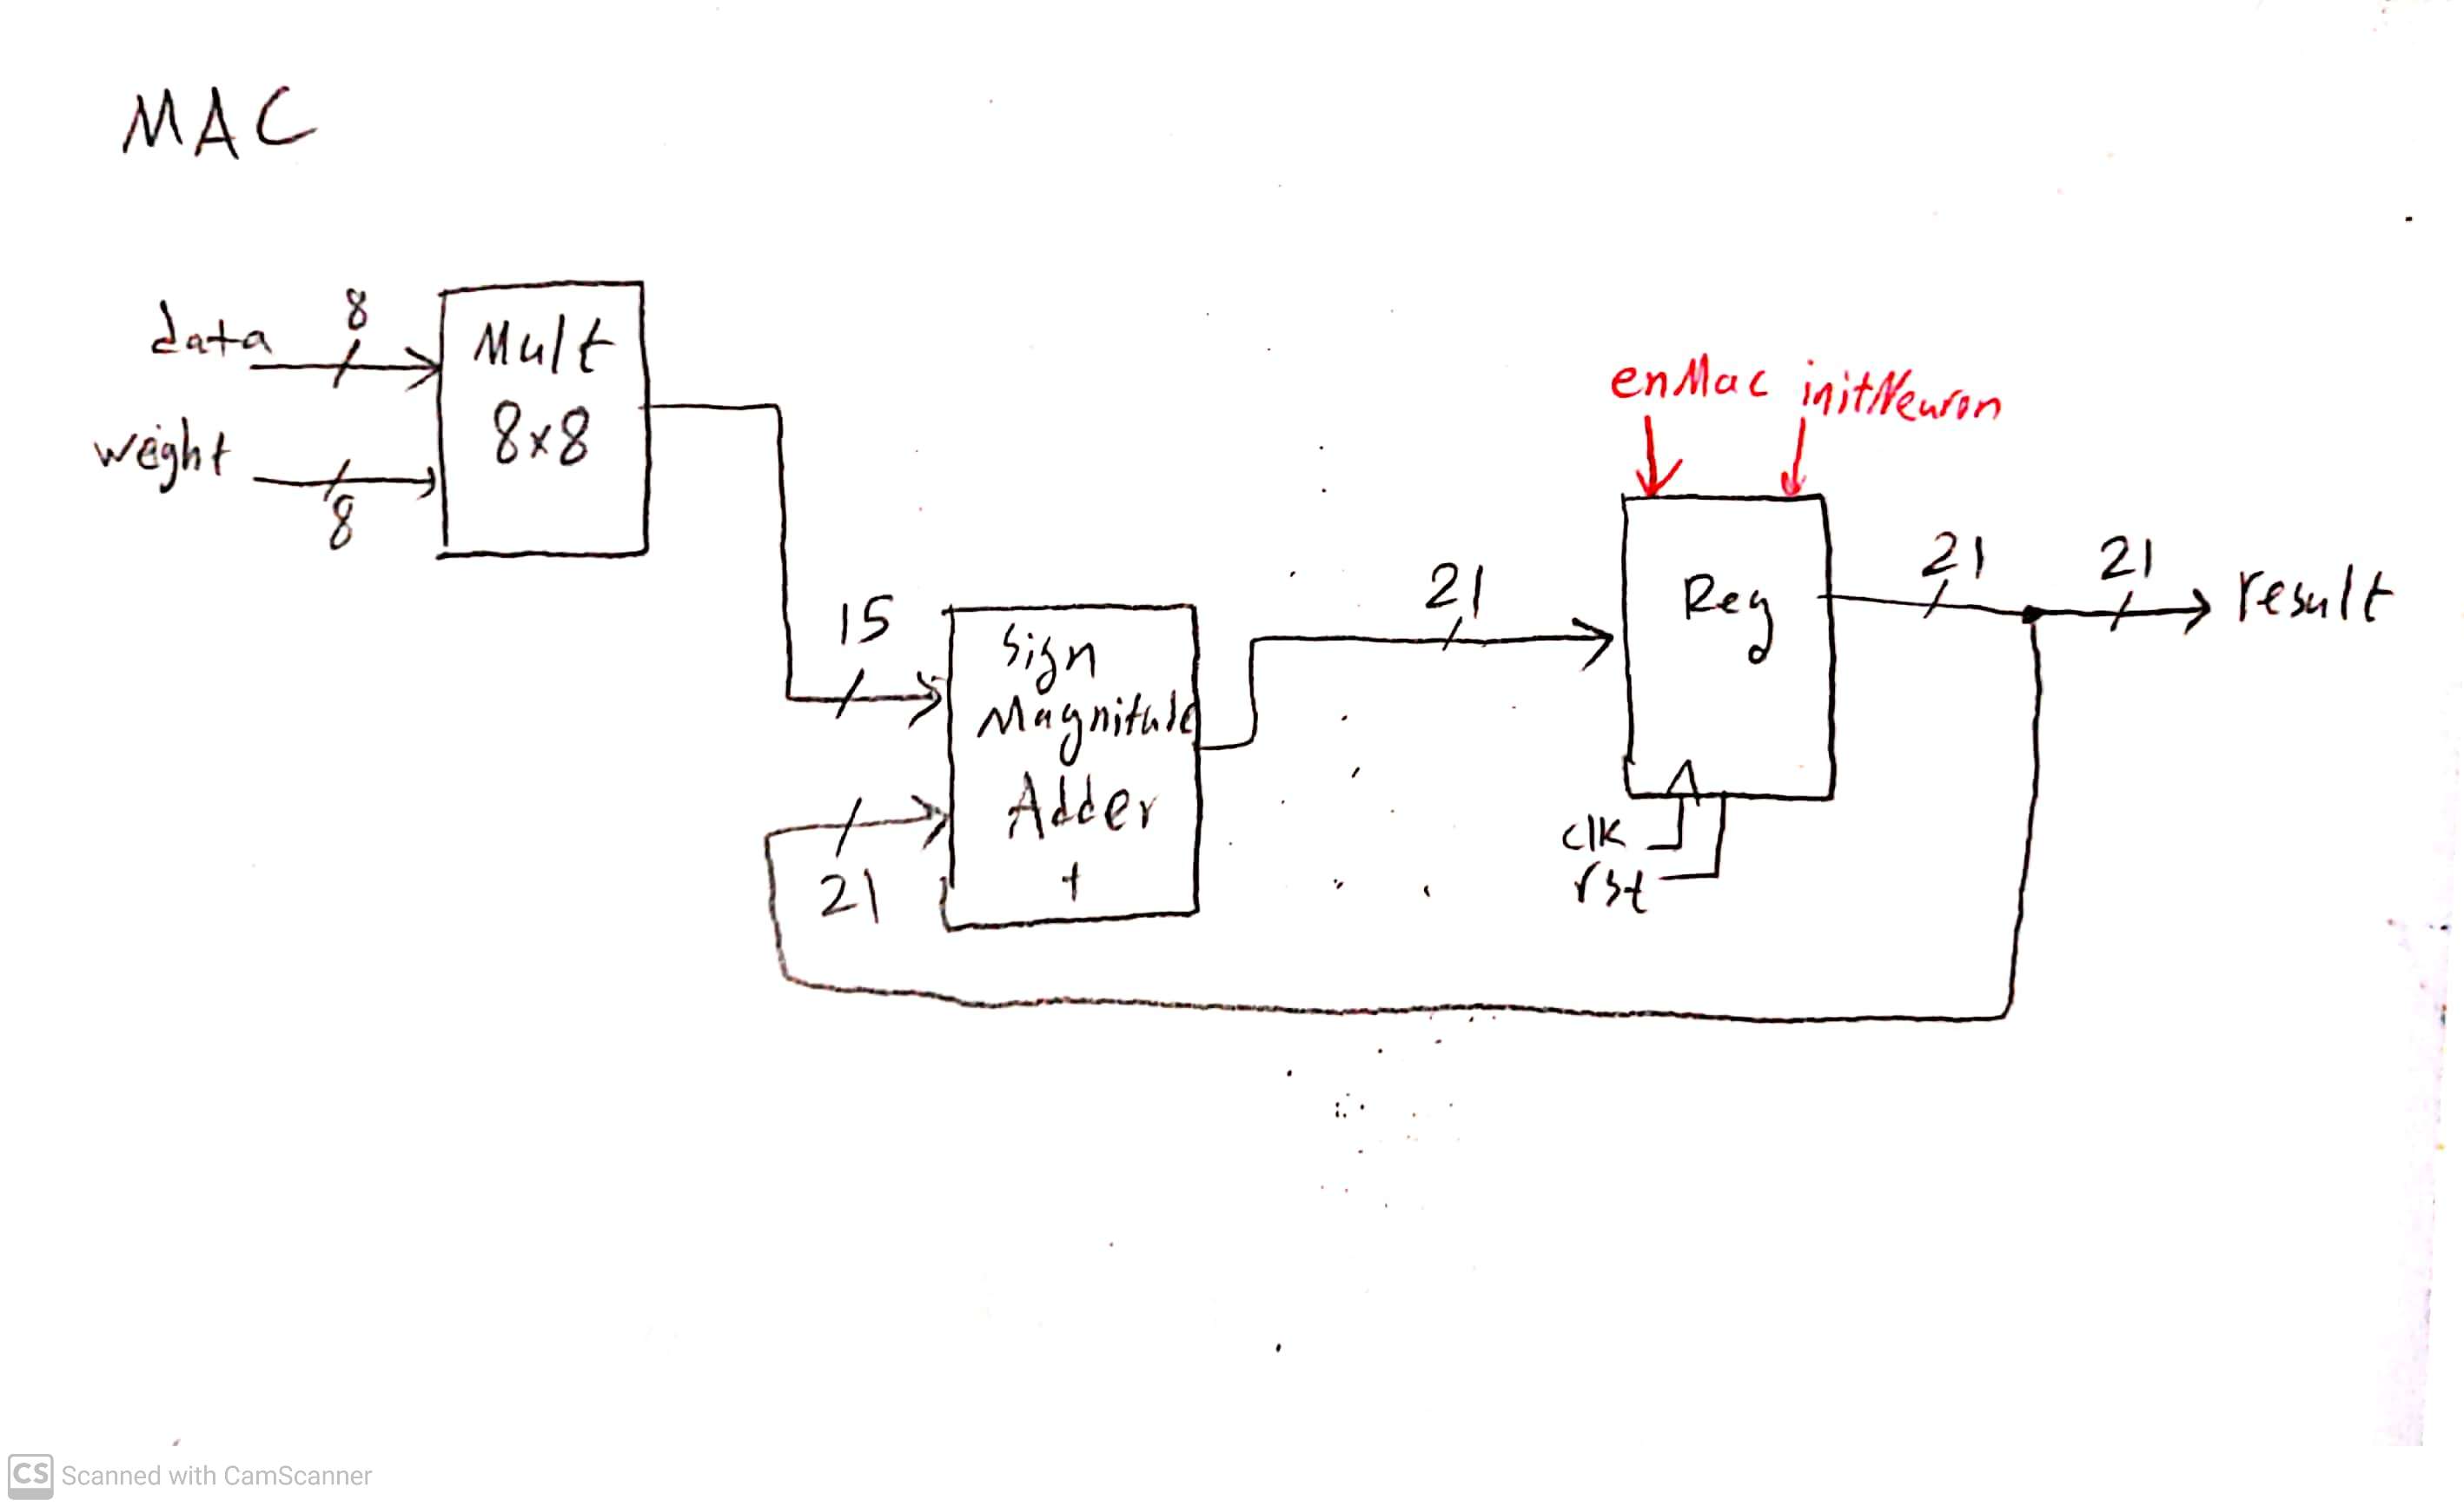 MAC
data
8
weight
8
Mult
8x8
15
21
Sign
Magnitude
Adder
+
21
enMac initNeuron
Reg
clk
rst
21
21
result
CS Scanned with CamScanner